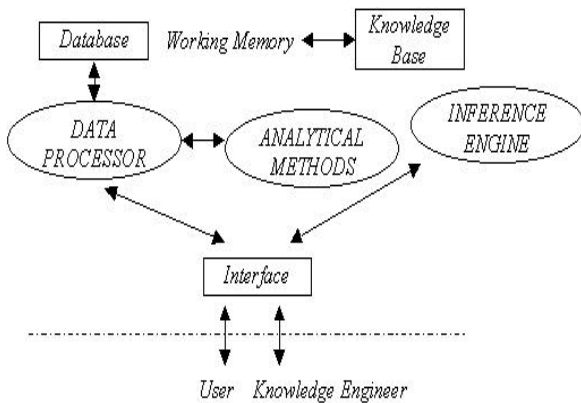 Database
Working Memory
Knowledge
Base
DATA
PROCESSOR
ANALYTICAL
METHODS
INFERENCE
ENGINE
Interface
User
Knowledge Engineer